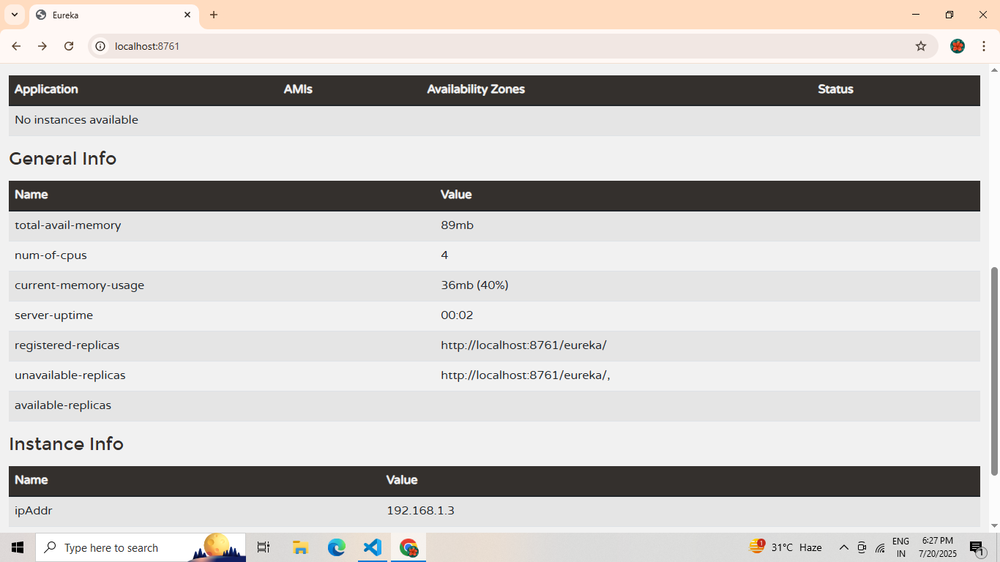 Eureka
localhost:8761
Application AMIs Availability Zones Status
No instances available
General Info
Name Value
total-avail-memory 89mb
num-of-cpus 4
current-memory-usage 36mb (40%)
server-uptime 00:02
registered-replicas http://localhost:8761/eureka/
unavailable-replicas http://localhost:8761/eureka/,
available-replicas
Instance Info
Name Value
ipAddr 192.168.1.3
Type here to search
1
31°C Haze
ENG
IN
6:27 PM
7/20/2025
1